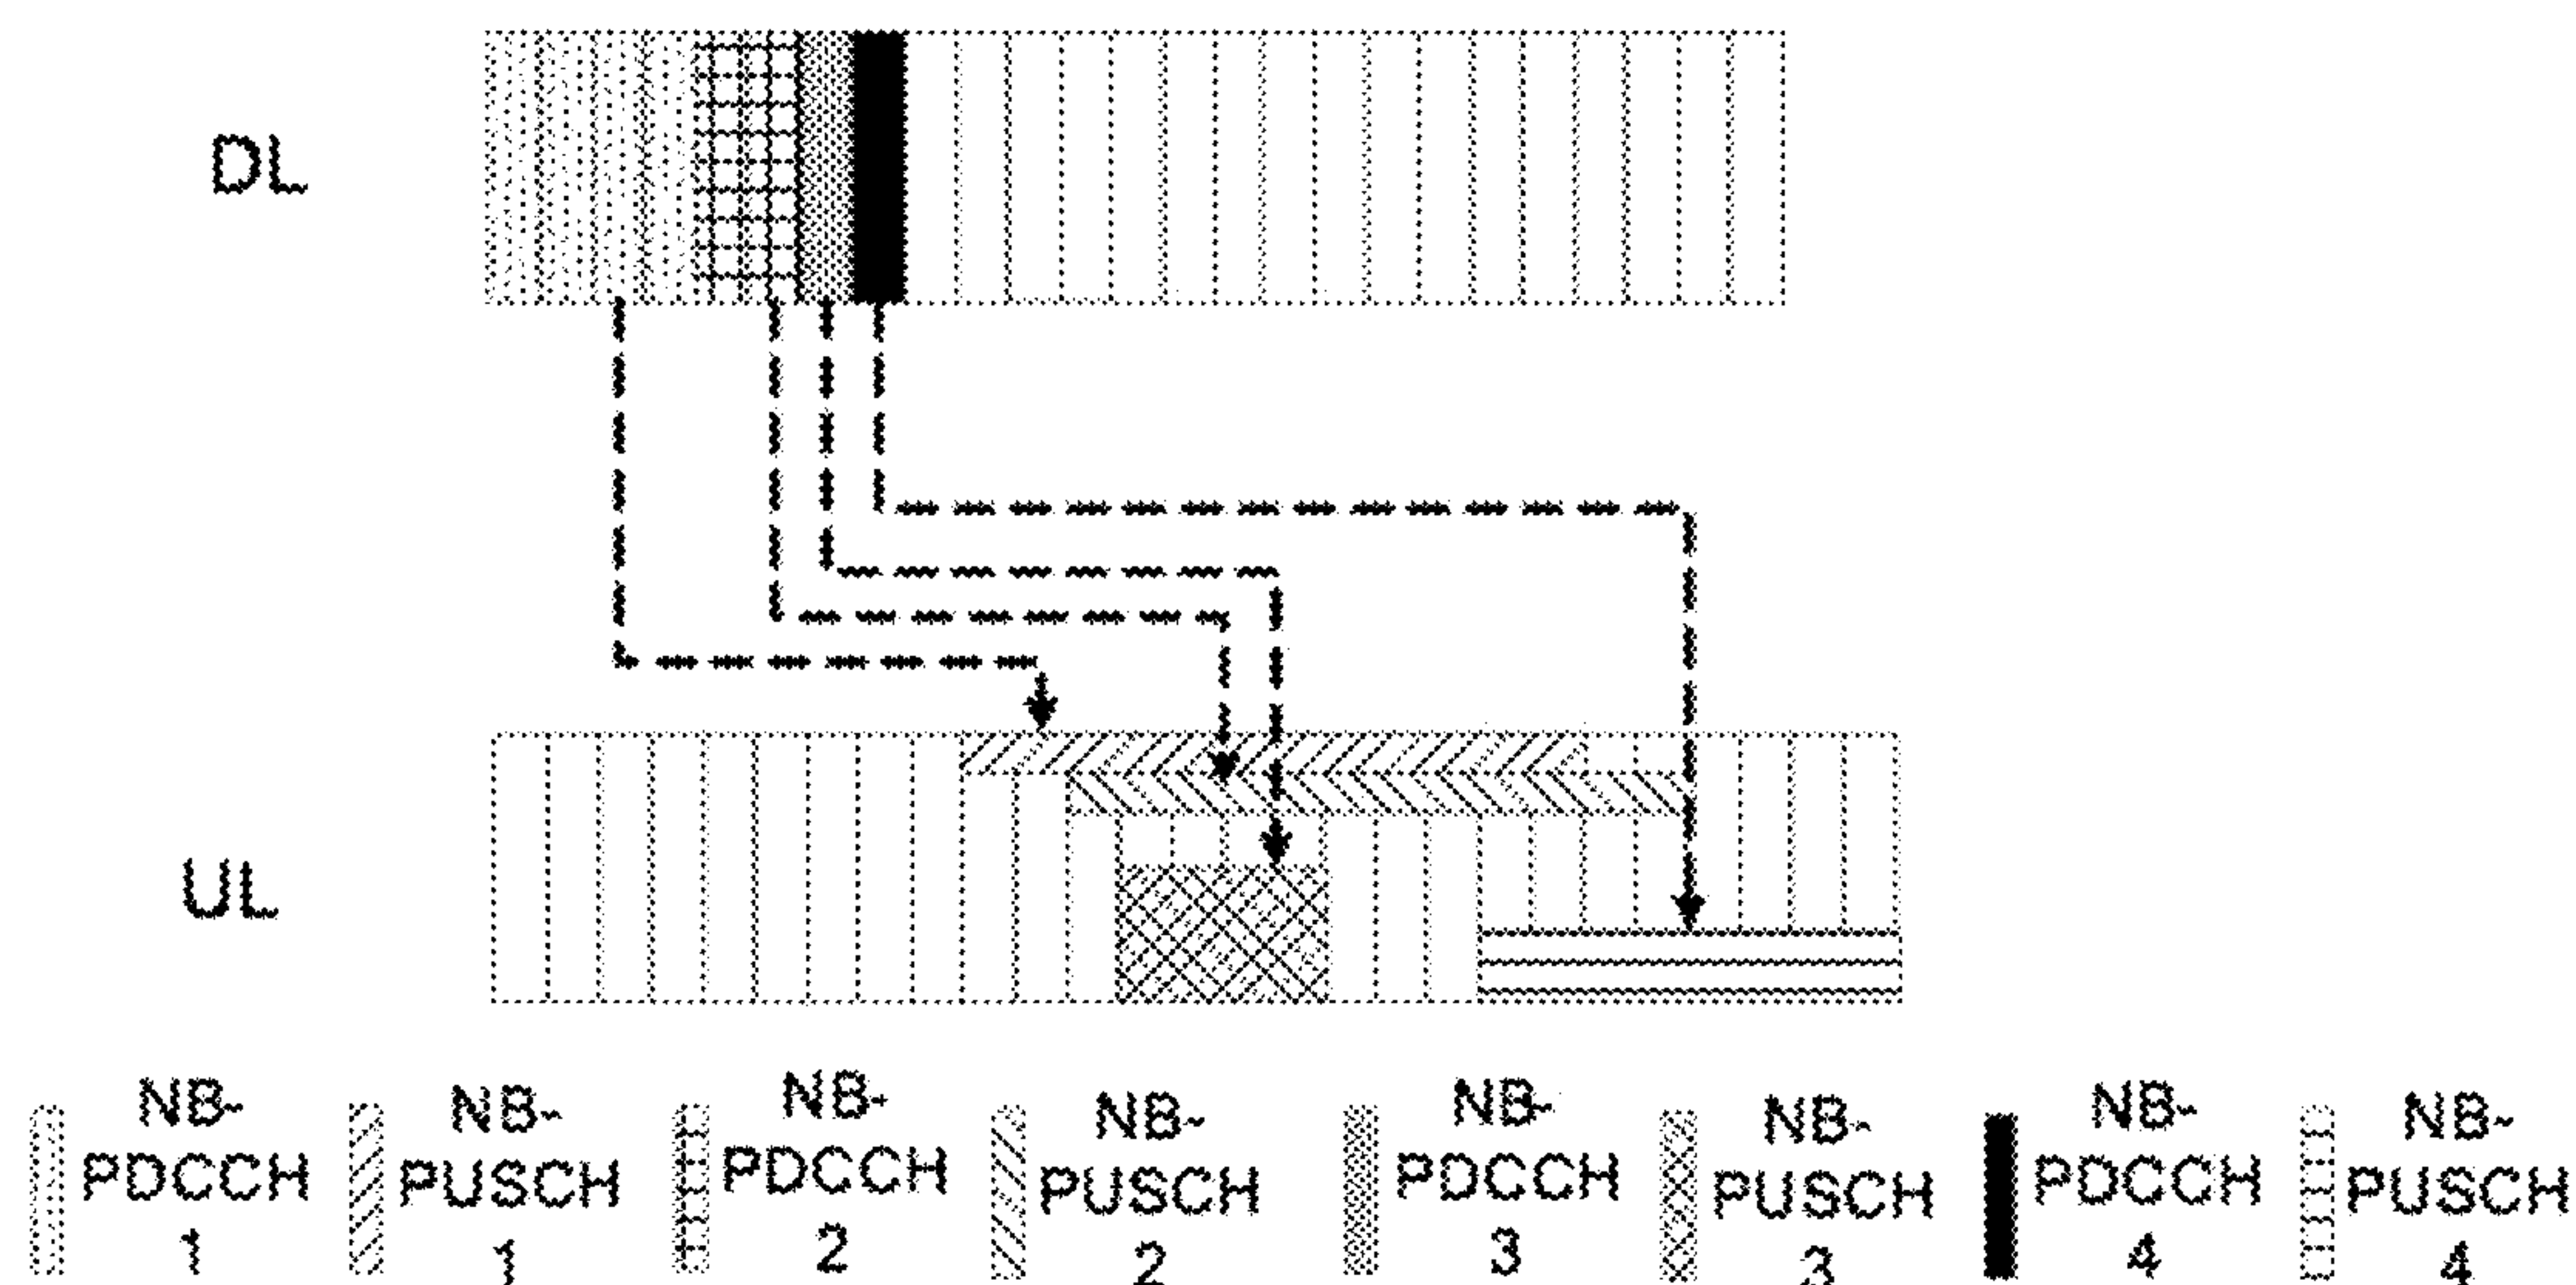 DL
UL
NB-
PDCCH
1
NB-
PUSCH
1
NB-
PDCCH
2
NB-
PUSCH
2
NB-
PDCCH
3
NB-
PUSCH
3
NB-
PDCCH
4
NB-
PUSCH
4